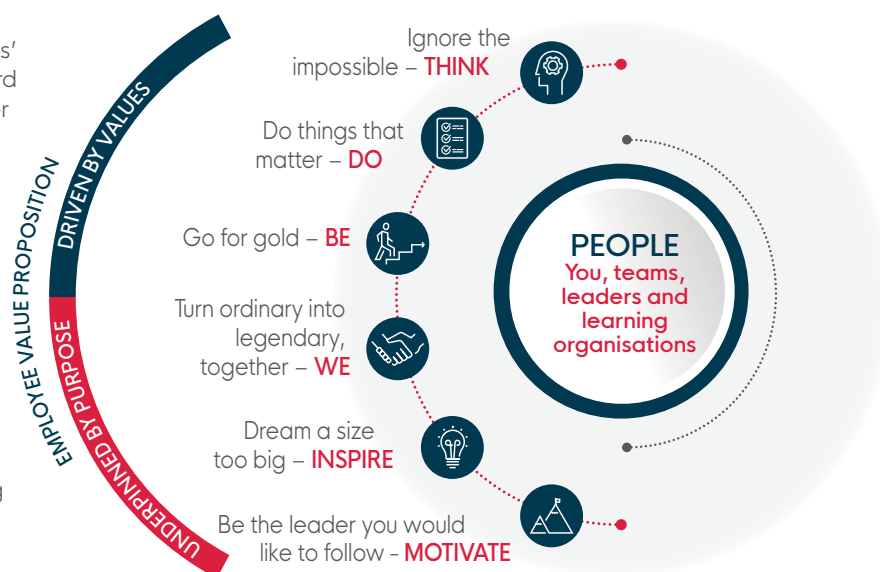 s’
rd
er
g
EMPLOYEE VALUE PROPOSITION
DRIVEN BY VALUES
UNDERPINNED BY PURPOSE
Ignore the
impossible – THINK
Do things that
matter – DO
Go for gold – BE
Turn ordinary into
legendary,
together – WE
Dream a size
too big – INSPIRE
Be the leader you would
like to follow - MOTIVATE
PEOPLE
You, teams,
leaders and
learning
organisations